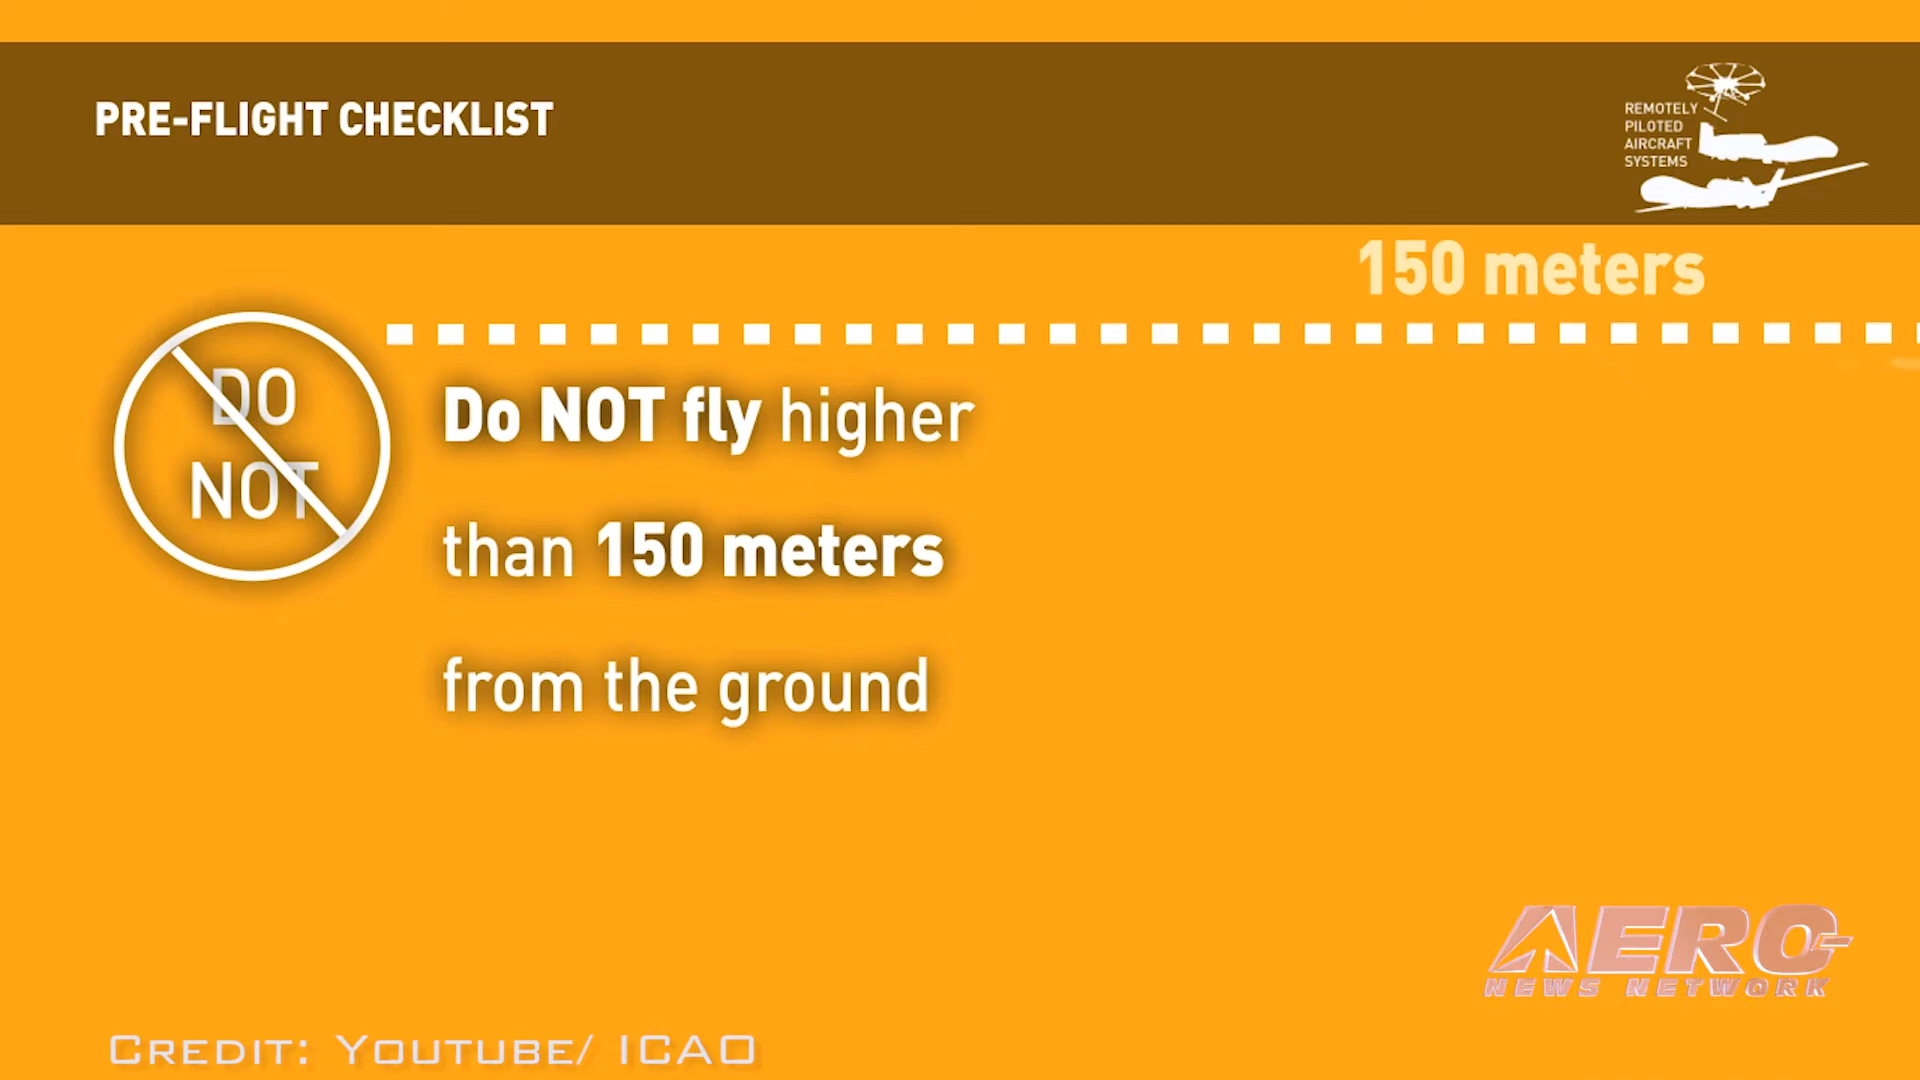 PRE-FLIGHT CHECKLIST
REMOTELY
PILOTED
AIRCRAFT
SYSTEMS
150 meters
DO
NOT
Do NOT fly higher
than 150 meters
from the ground
AERO
NEWS NETWORK
CREDIT: YOUTUBE/ ICAO